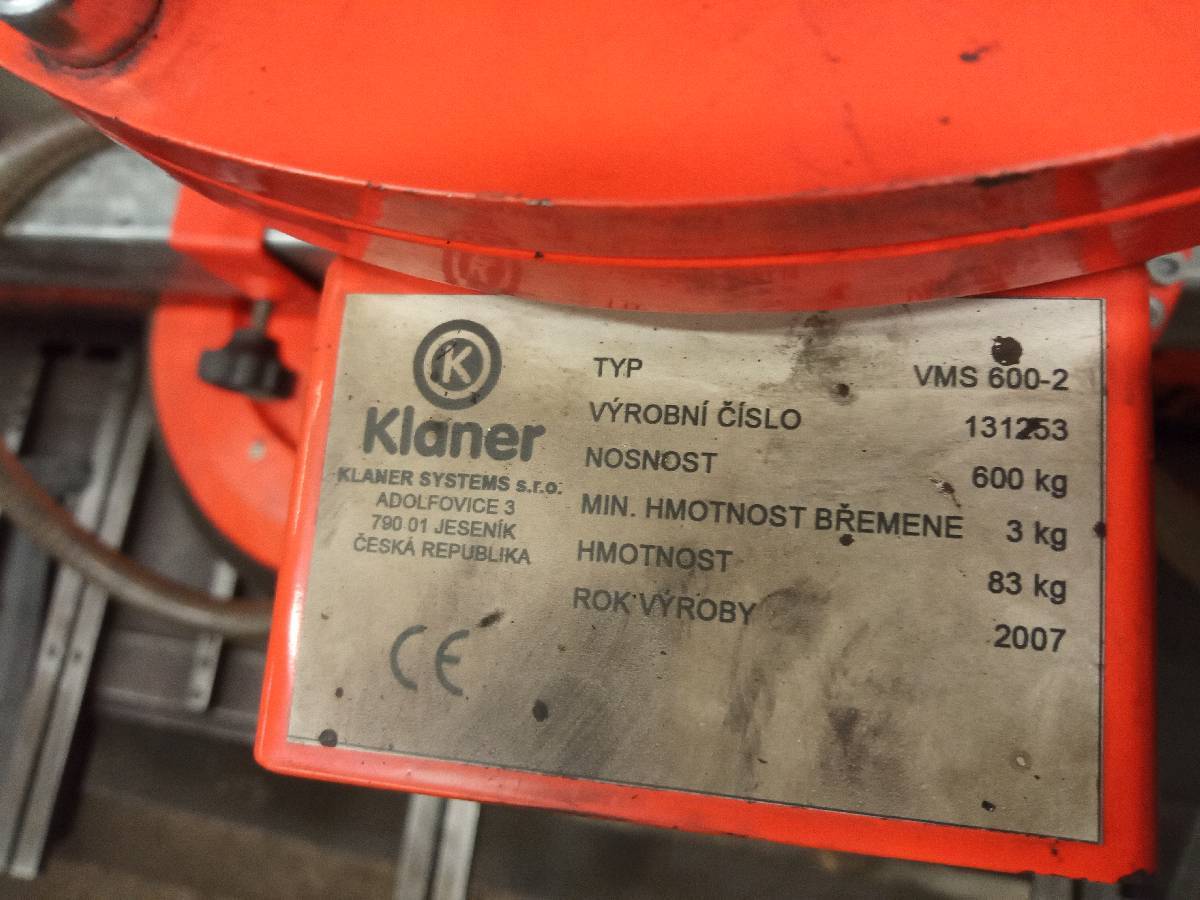 K
Klaner
KLANER SYSTEMS s.r.o.
ADOLFOVICE 3
790 01 JESENÍK
ČESKÁ REPUBLIKA
CE
TYP VMS 600-2
VÝROBNÍ ČÍSLO 131253
NOSNOST 600 kg
MIN. HMOTNOST BŘEMENE 3 kg
HMOTNOST 83 kg
ROK VÝROBY 2007